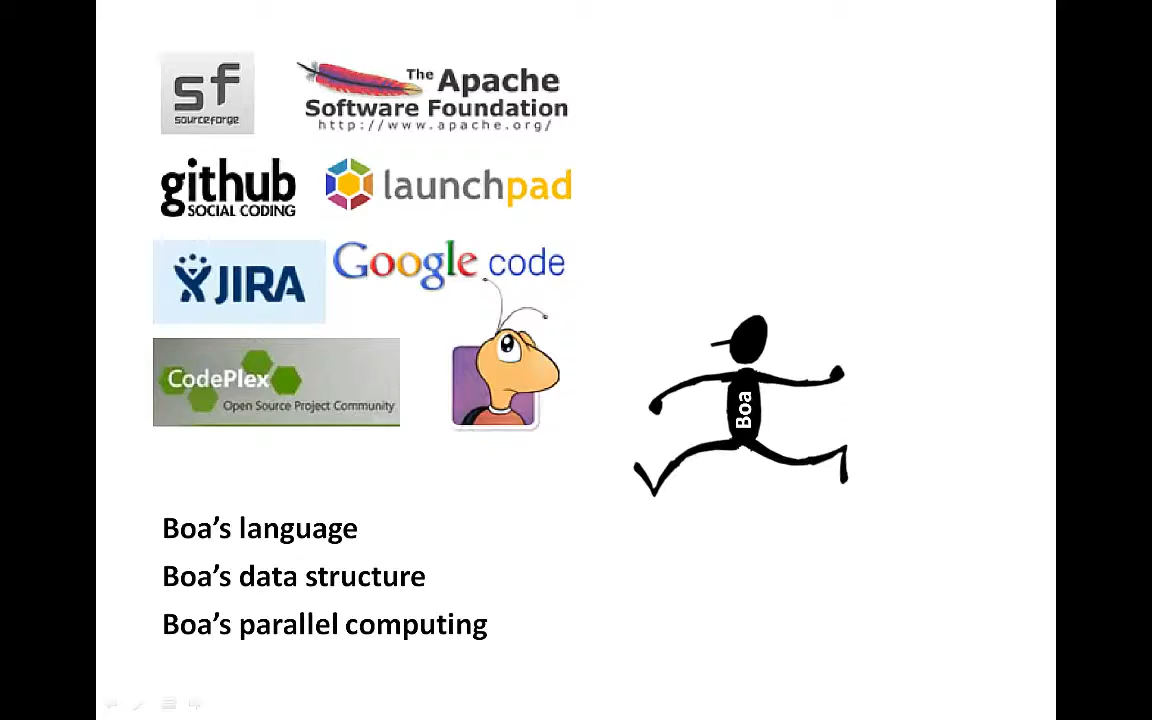 sf
sourceforge
The Apache
Software Foundation
http://www.apache.org/
github
SOCIAL CODING
launchpad
JIRA
Google code
CodePlex
Open Source Project Community
Boa
Boa's language
Boa's data structure
Boa's parallel computing